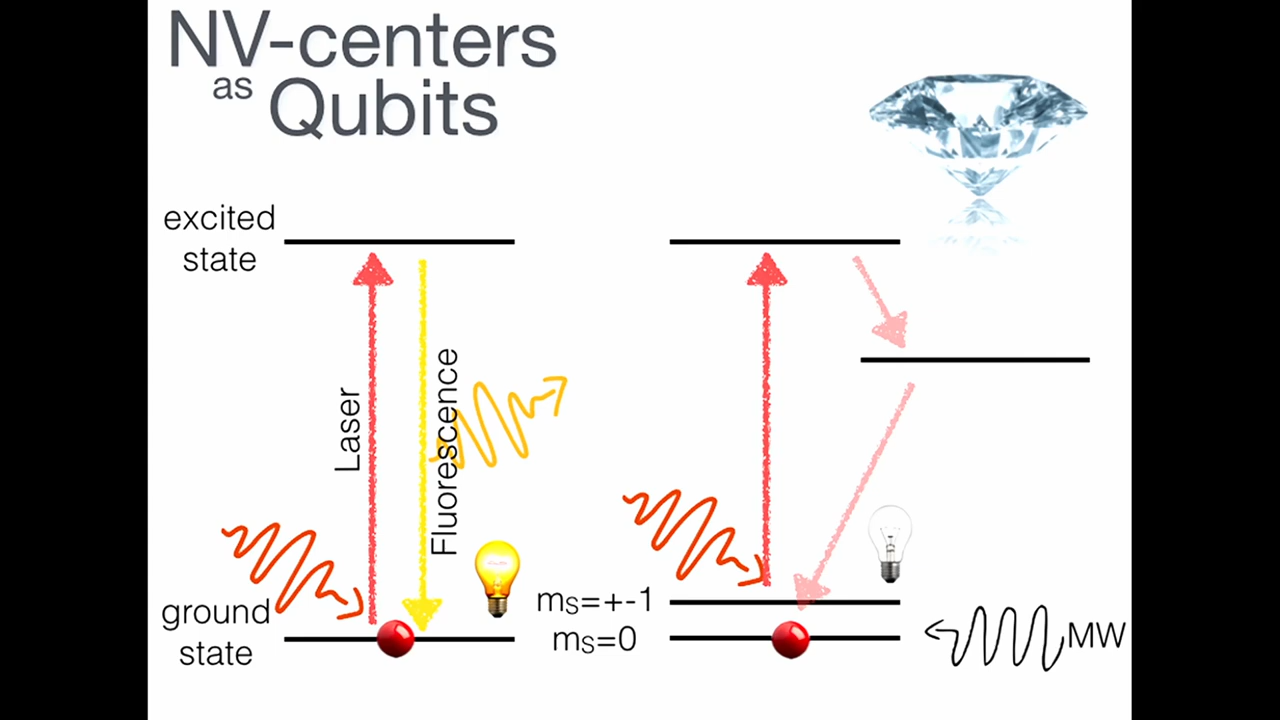 NV-centers
as Qubits
excited
state
Laser
Fluorescence
ground
state
mS=+-1
mS=0
MW